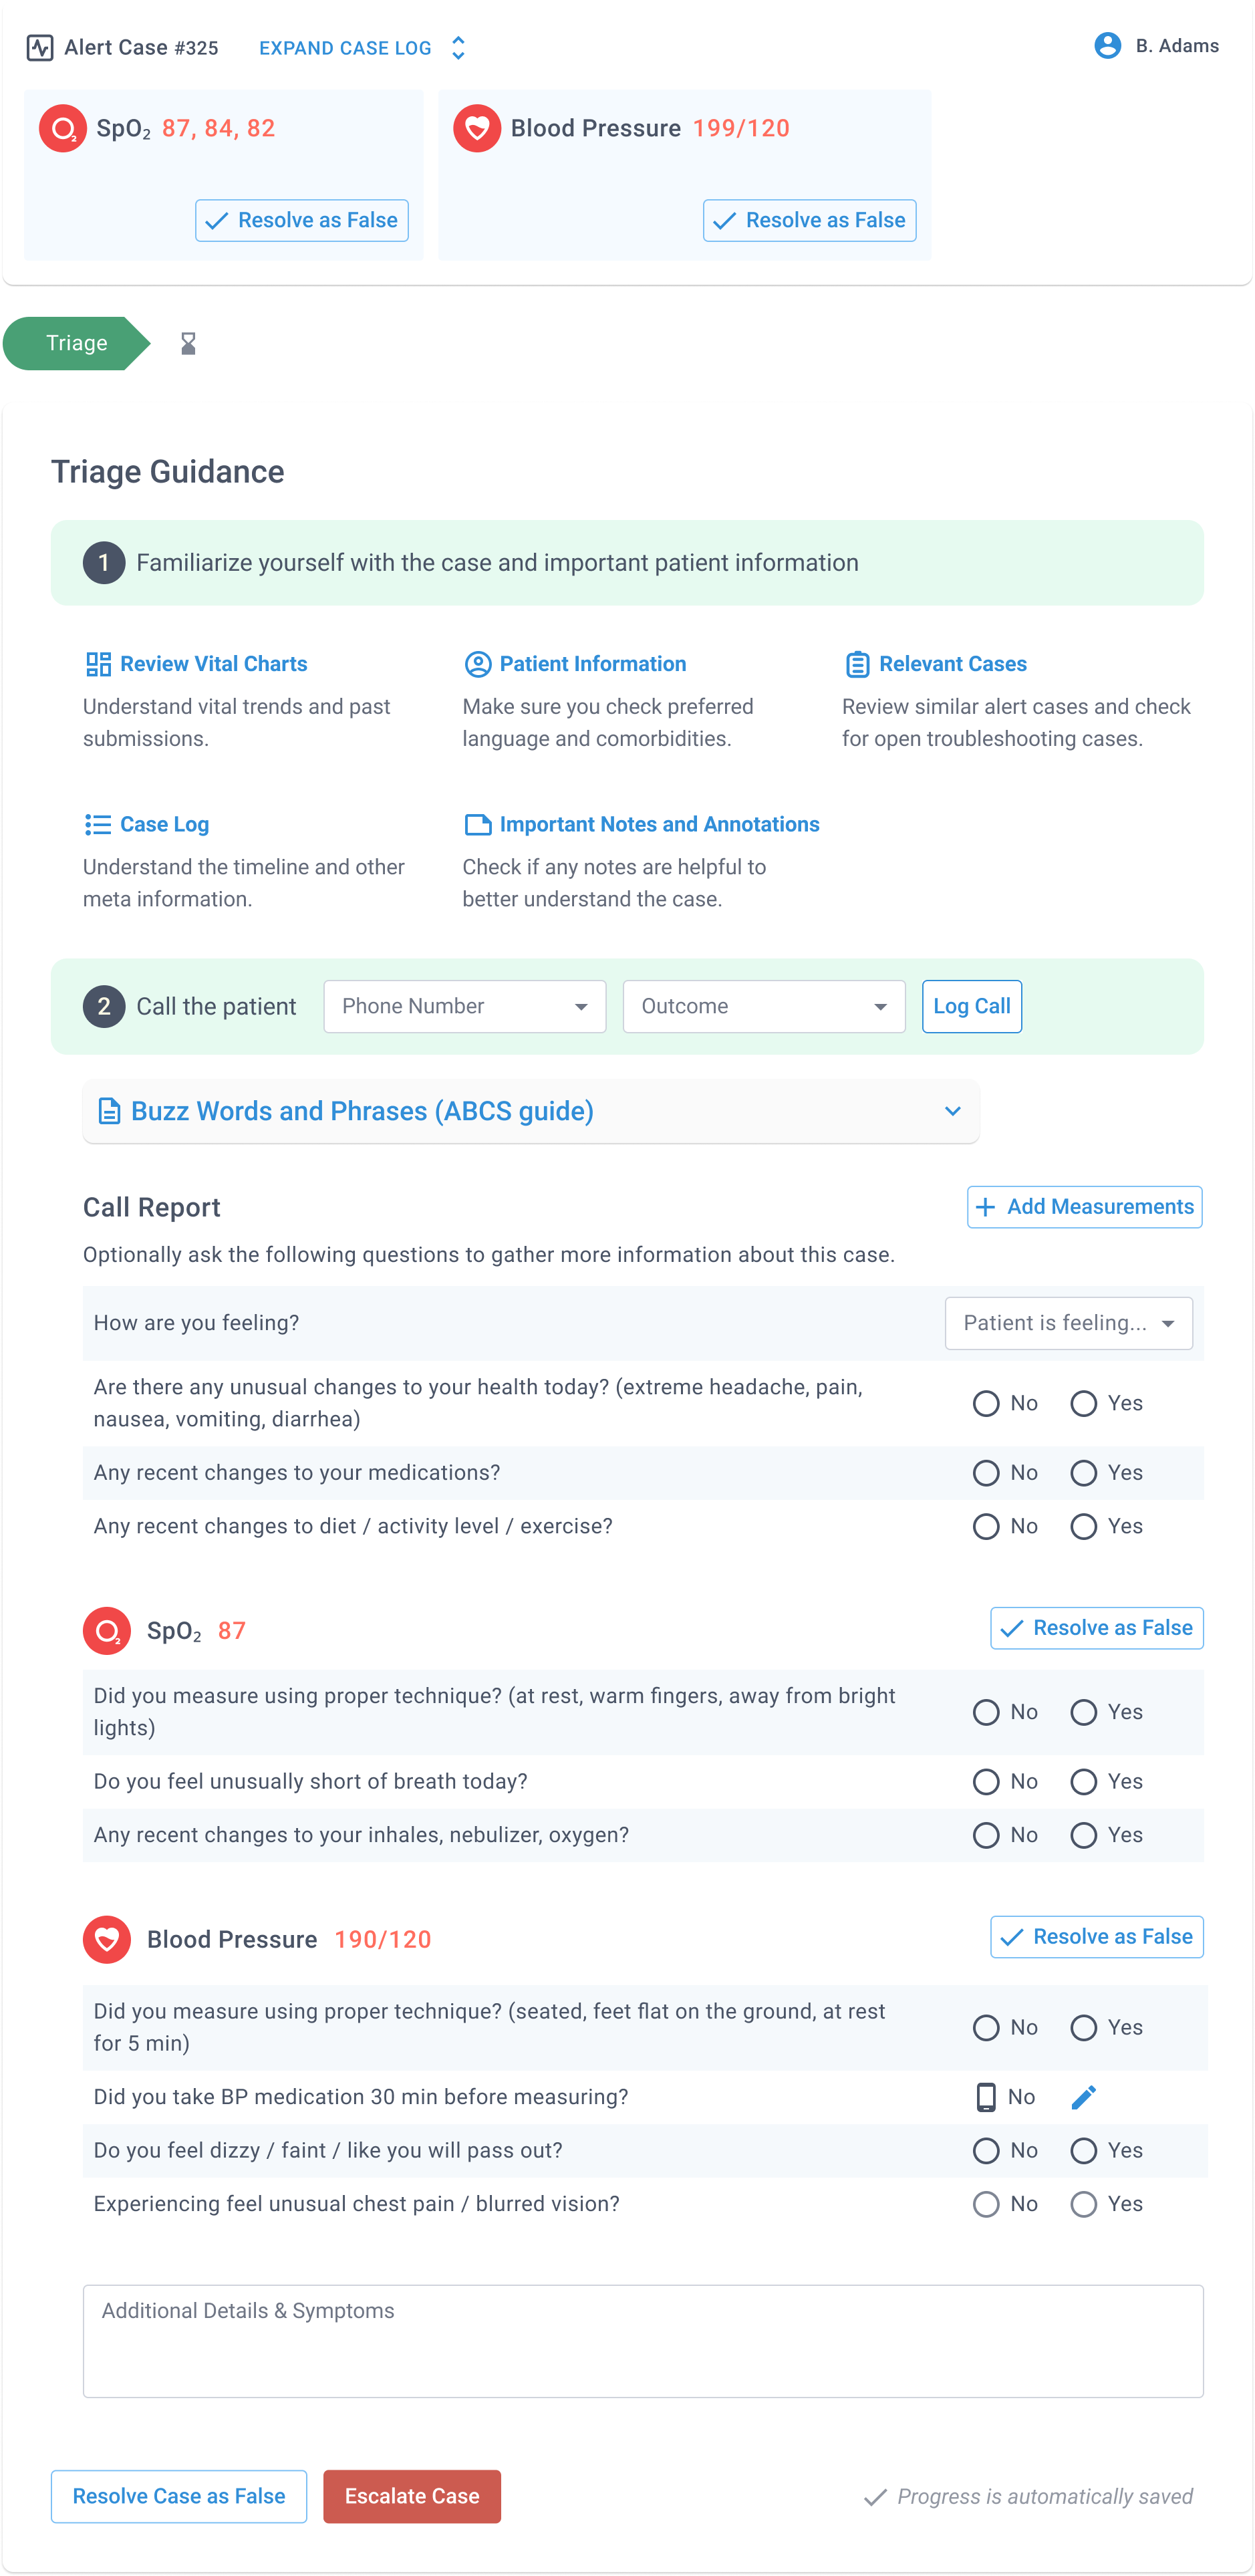 Alert Case #325 EXPAND CASE LOG B. Adams
SpO₂ 87, 84, 82 Blood Pressure 199/120
Resolve as False Resolve as False
Triage
Triage Guidance
1 Familiarize yourself with the case and important patient information
Review Vital Charts Patient Information Relevant Cases
Understand vital trends and past Make sure you check preferred Review similar alert cases and check
submissions. language and comorbidities. for open troubleshooting cases.
Case Log Important Notes and Annotations
Understand the timeline and other Check if any notes are helpful to
meta information. better understand the case.
2 Call the patient Phone Number Outcome Log Call
Buzz Words and Phrases (ABCS guide)
Call Report + Add Measurements
Optionally ask the following questions to gather more information about this case.
How are you feeling? Patient is feeling...
Are there any unusual changes to your health today? (extreme headache, pain,
nausea, vomiting, diarrhea) No Yes
Any recent changes to your medications? No Yes
Any recent changes to diet / activity level / exercise? No Yes
O₂ SpO₂ 87 Resolve as False
Did you measure using proper technique? (at rest, warm fingers, away from bright
lights) No Yes
Do you feel unusually short of breath today? No Yes
Any recent changes to your inhales, nebulizer, oxygen? No Yes
Blood Pressure 190/120 Resolve as False
Did you measure using proper technique? (seated, feet flat on the ground, at rest
for 5 min) No Yes
Did you take BP medication 30 min before measuring? No
Do you feel dizzy / faint / like you will pass out? No Yes
Experiencing feel unusual chest pain / blurred vision? No Yes
Additional Details & Symptoms
Resolve Case as False Escalate Case Progress is automatically saved